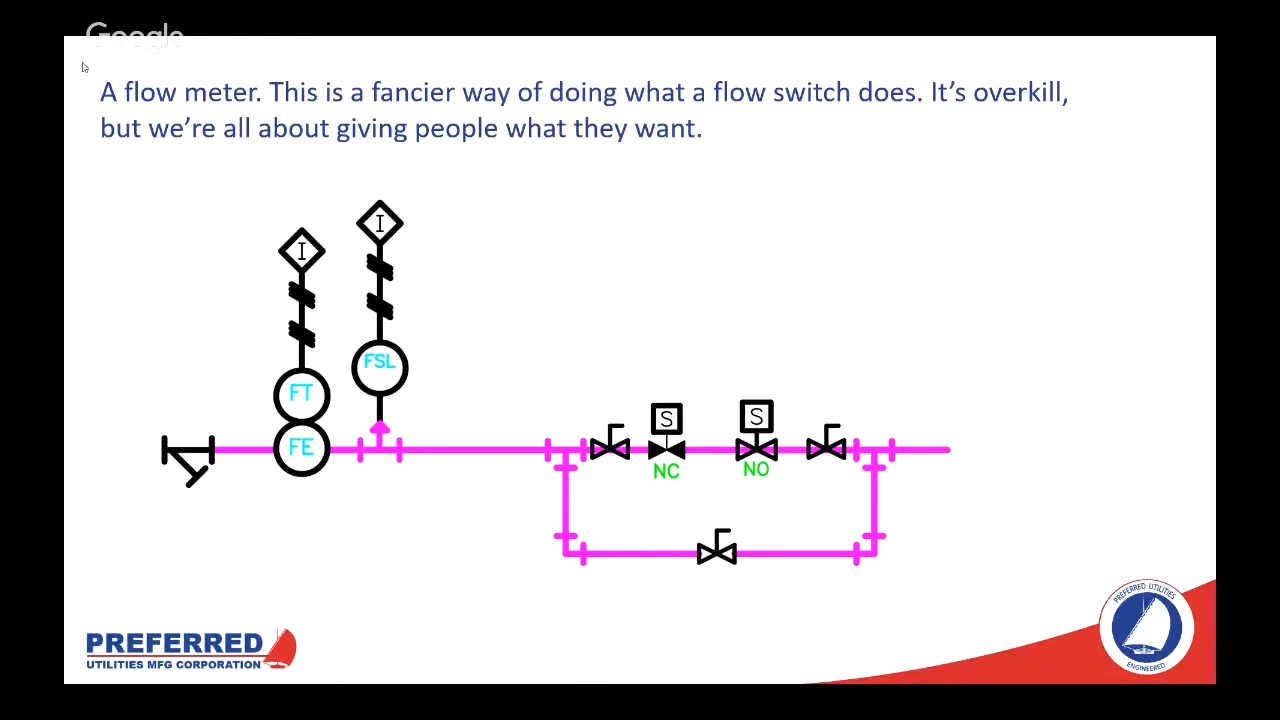 Google
A flow meter. This is a fancier way of doing what a flow switch does. It’s overkill,
but we’re all about giving people what they want.
I
I
FSL
FT
FE
S
S
NC
NO
PREFERRED
UTILITIES MFG CORPORATION
PREFERRED UTILITIES
ENGINEERED